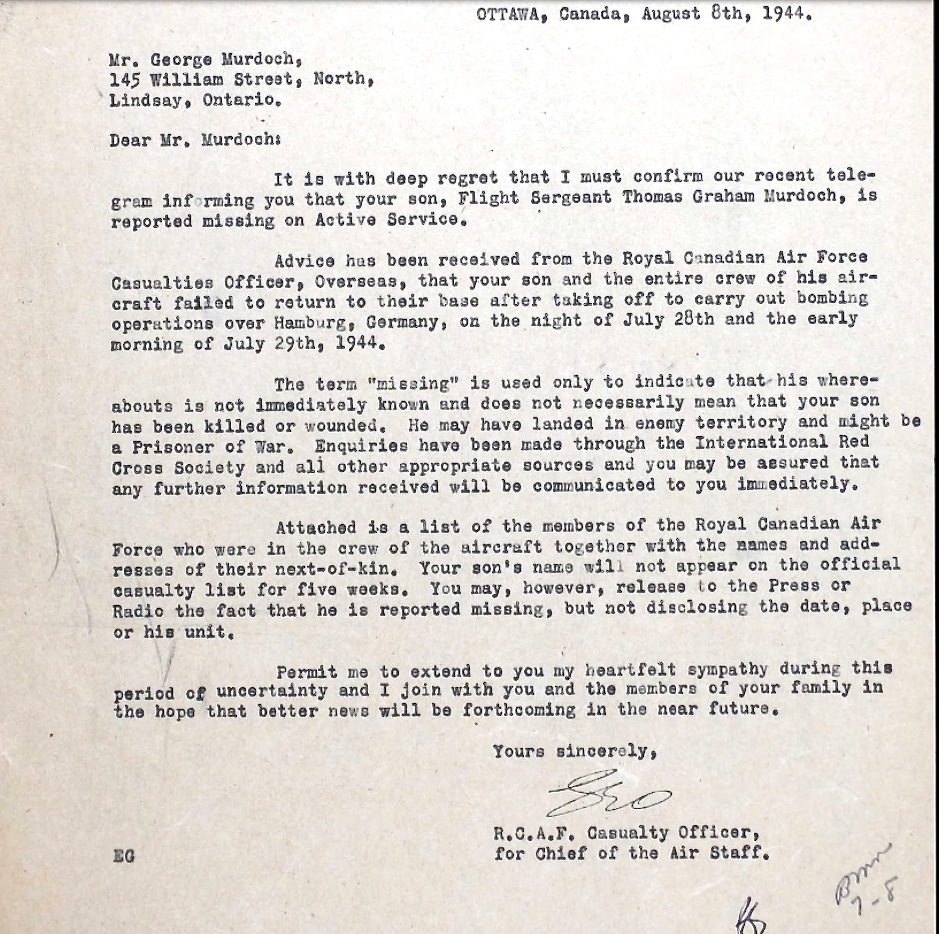 OTTAWA, Canada, August 8th, 1944.
Mr. George Murdoch,
145 William Street, North,
Lindsay, Ontario.
Dear Mr. Murdoch:
It is with deep regret that I must confirm our recent tele-
gram informing you that your son, Flight Sergeant Thomas Graham Murdoch, is
reported missing on Active Service.
Advice has been received from the Royal Canadian Air Force
Casualties Officer, Overseas, that your son and the entire crew of his air-
craft failed to return to their base after taking off to carry out bombing
operations over Hamburg, Germany, on the night of July 28th and the early
morning of July 29th, 1944.
The term "missing" is used only to indicate that his where-
abouts is not immediately known and does not necessarily mean that your son
has been killed or wounded. He may have landed in enemy territory and might be
a Prisoner of War. Enquiries have been made through the International Red
Cross Society and all other appropriate sources and you may be assured that
any further information received will be communicated to you immediately.
Attached is a list of the members of the Royal Canadian Air
Force who were in the crew of the aircraft together with the names and add-
resses of their next-of-kin. Your son's name will not appear on the official
casualty list for five weeks. You may, however, release to the Press or
Radio the fact that he is reported missing, but not disclosing the date, place
or his unit.
Permit me to extend to you my heartfelt sympathy during this
period of uncertainty and I join with you and the members of your family in
the hope that better news will be forthcoming in the near future.
Yours sincerely,
R.C.A.F. Casualty Officer,
for Chief of the Air Staff.
EG
7-8